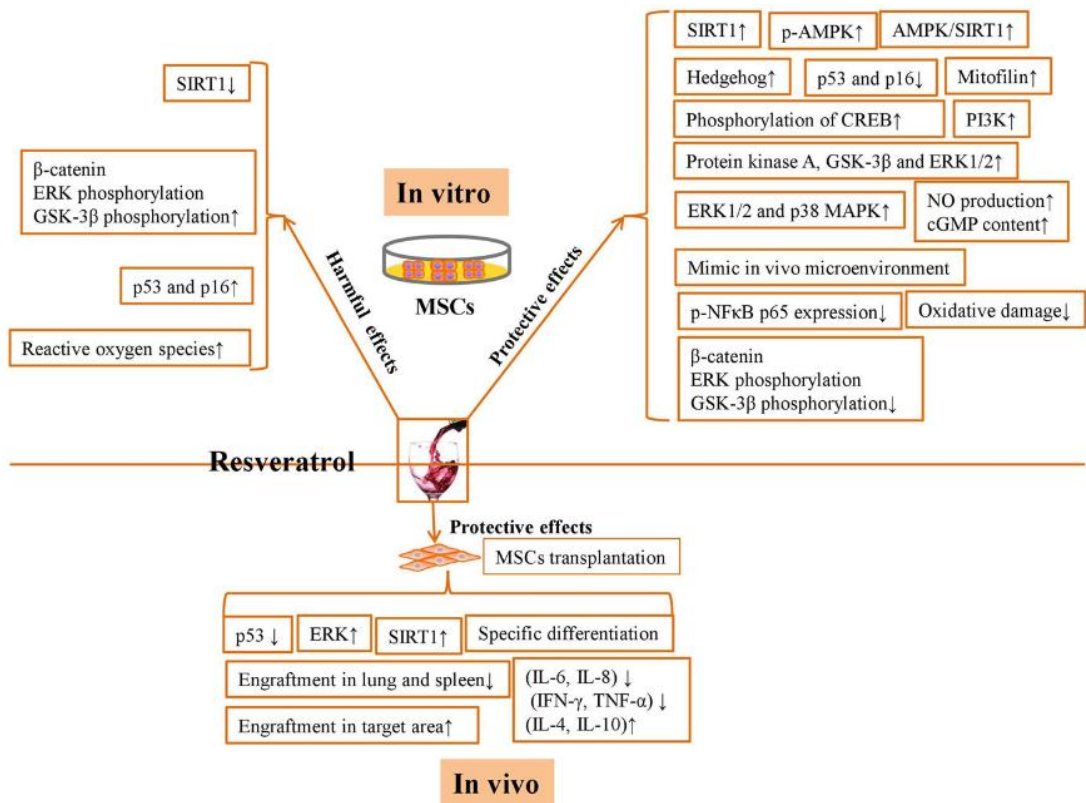 SIRT1↓
β-catenin
ERK phosphorylation
GSK-3β phosphorylation↑
p53 and p16↑
Reactive oxygen species↑
Harmful effects
In vitro
MSCs
Protective effects
SIRT1↑
p-AMPK↑
AMPK/SIRT1↑
Hedgehog↑
p53 and p16↓
Mitofilin↑
Phosphorylation of CREB↑
PI3K↑
Protein kinase A, GSK-3β and ERK1/2↑
ERK1/2 and p38 MAPK↑
NO production↑
cGMP content↑
Mimic in vivo microenvironment
p-NFκB p65 expression↓
Oxidative damage↓
β-catenin
ERK phosphorylation
GSK-3β phosphorylation↓
Resveratrol
Protective effects
MSCs transplantation
p53 ↓
ERK↑
SIRT1↑
Specific differentiation
Engraftment in lung and spleen↓
Engraftment in target area↑
(IL-6, IL-8) ↓
(IFN-γ, TNF-α) ↓
(IL-4, IL-10)↑
In vivo